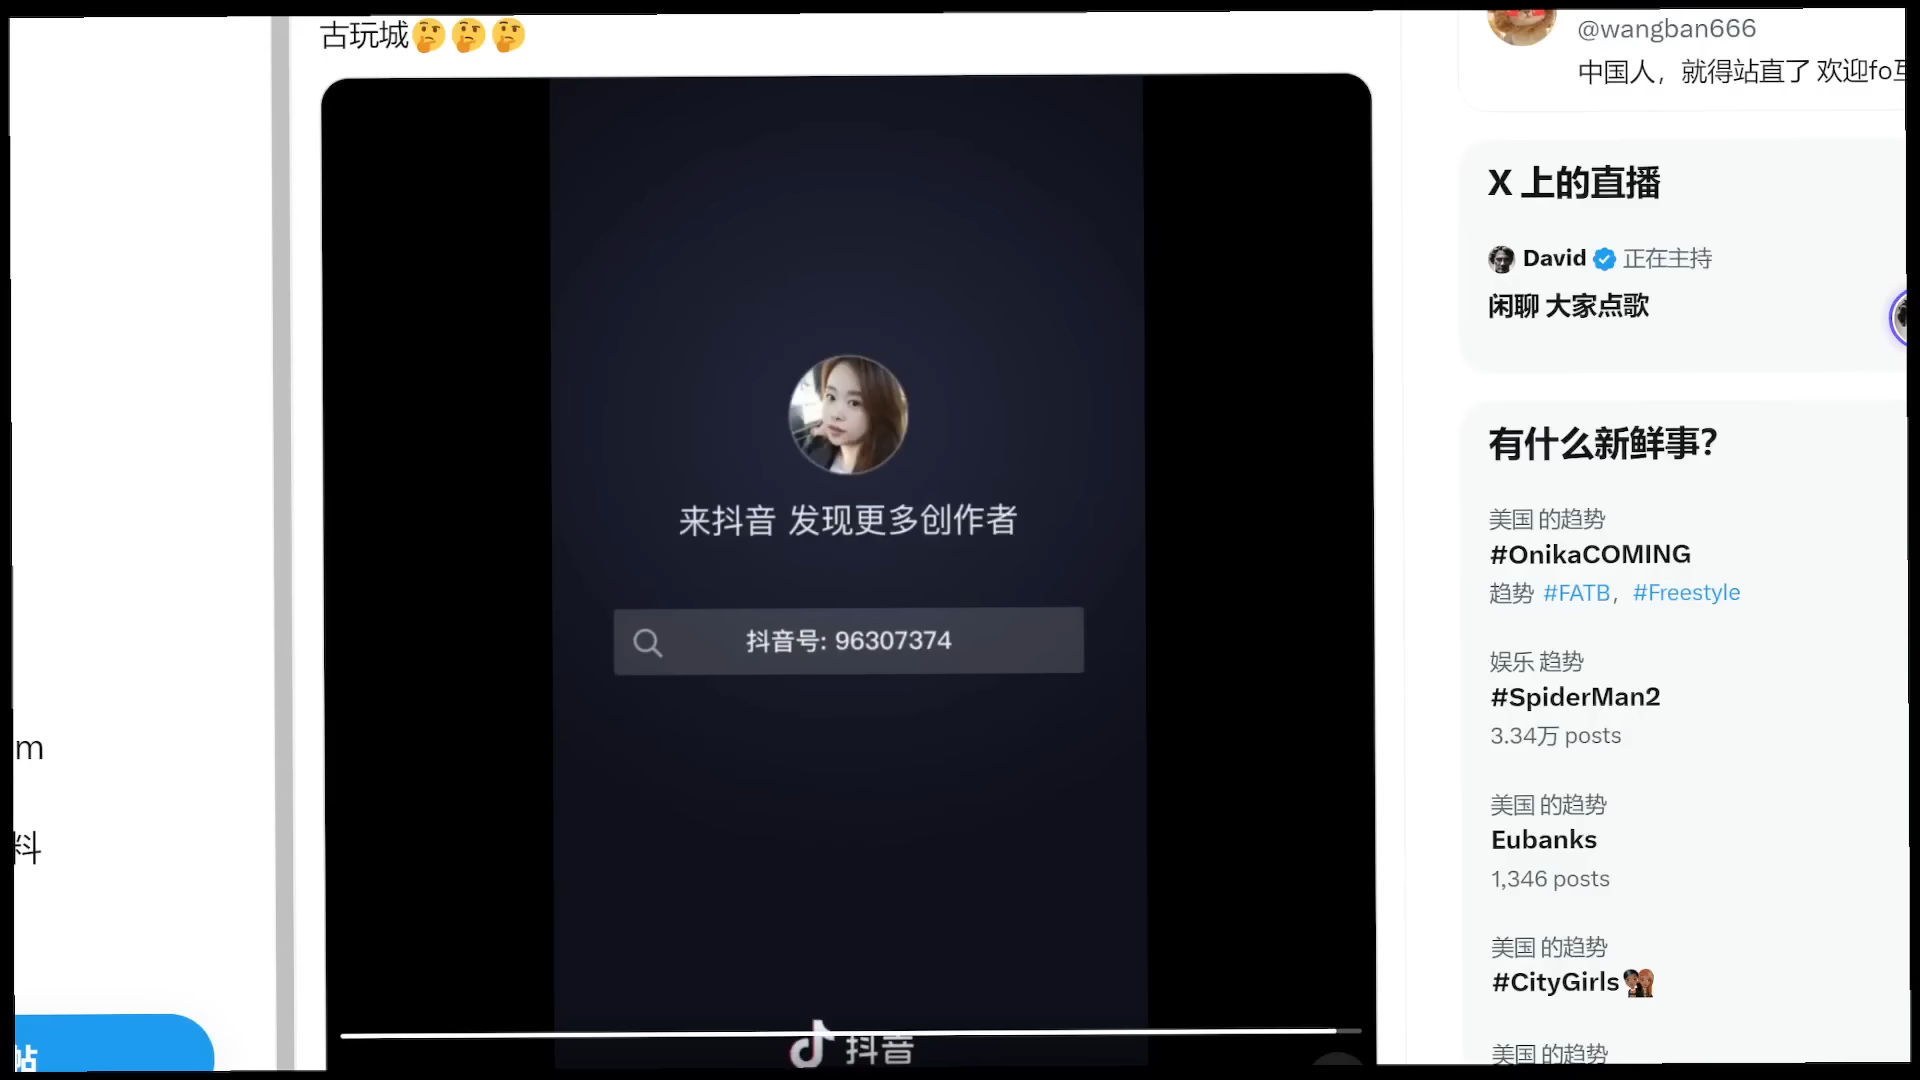 古玩城🤔🤔🤔
来抖音 发现更多创作者
抖音号: 96307374
抖音
m
料
帖
@wangban666
中国人，就得站直了 欢迎fo互
X 上的直播
David 正在主持
闲聊 大家点歌
有什么新鲜事?
美国 的趋势
#OnikaCOMING
趋势 #FATB, #Freestyle
娱乐 趋势
#SpiderMan2
3.34万 posts
美国 的趋势
Eubanks
1,346 posts
美国 的趋势
#CityGirls
美国 的趋势